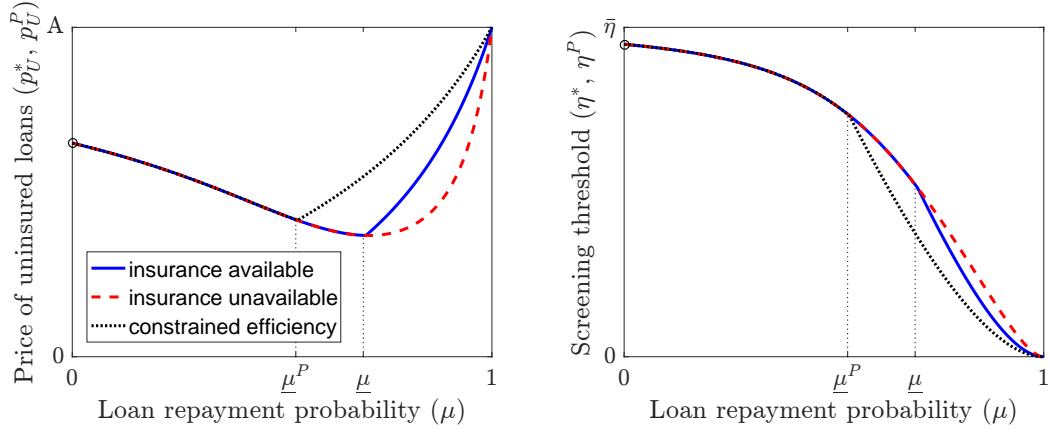 Price of uninsured loans (p*_U, p^P_U)
A
0
insurance available
insurance unavailable
constrained efficiency
0
μ̲^P
μ̲
1
Loan repayment probability (μ)
Screening threshold (η*, η^P)
η̄
0
0
μ̲^P
μ̲
1
Loan repayment probability (μ)